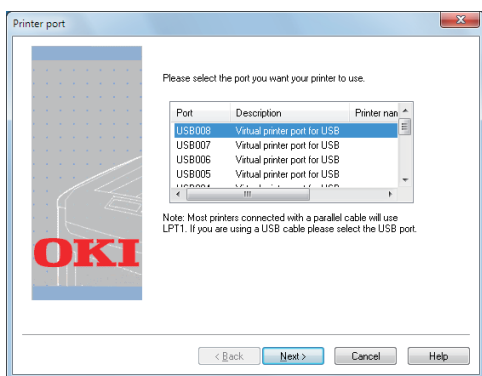 Printer port
Please select the port you want your printer to use.
Port Description Printer nan
USB008 Virtual printer port for USB
USB007 Virtual printer port for USB
USB006 Virtual printer port for USB
USB005 Virtual printer port for USB
Note: Most printers connected with a parallel cable will use
LPT1. If you are using a USB cable please select the USB port.
OKI
< Back Next > Cancel Help